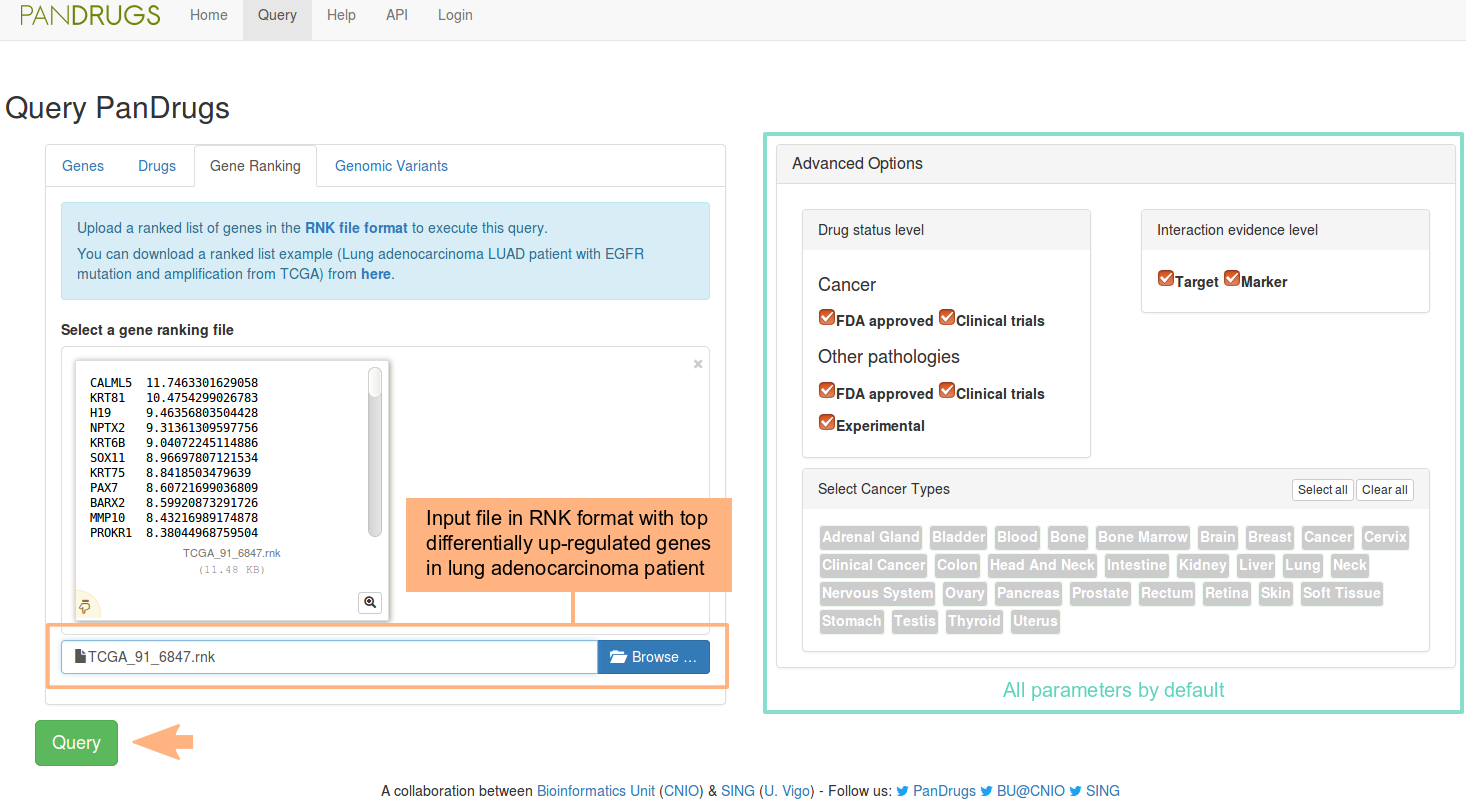 PANDRUGS Home Query Help API Login
Query PanDrugs
Genes Drugs Gene Ranking Genomic Variants
Upload a ranked list of genes in the RNK file format to execute this query.
You can download a ranked list example (Lung adenocarcinoma LUAD patient with EGFR
mutation and amplification from TCGA) from here.
Select a gene ranking file
CALML5 11.7463301629058
KRT81 10.4754299026783
H19 9.46356803504428
NPTX2 9.31361309597756
KRT6B 9.04072245114886
SOX11 8.96697807121534
KRT75 8.8418503479639
PAX7 8.60721699036809
BARX2 8.59920873291726
MMP10 8.43216989174878
PROKR1 8.38044968759504
TCGA_91_6847.rnk
(11.48 KB)
Input file in RNK format with top
differentially up-regulated genes
in lung adenocarcinoma patient
TCGA_91_6847.rnk Browse ...
Query
Advanced Options
Drug status level
Cancer
FDA approved Clinical trials
Other pathologies
FDA approved Clinical trials
Experimental
Interaction evidence level
Target Marker
Select Cancer Types Select all Clear all
Adrenal Gland Bladder Blood Bone Bone Marrow Brain Breast Cancer Cervix
Clinical Cancer Colon Head And Neck Intestine Kidney Liver Lung Neck
Nervous System Ovary Pancreas Prostate Rectum Retina Skin Soft Tissue
Stomach Testis Thyroid Uterus
All parameters by default
A collaboration between Bioinformatics Unit (CNIO) & SING (U. Vigo) - Follow us: PanDrugs BU@CNIO SING